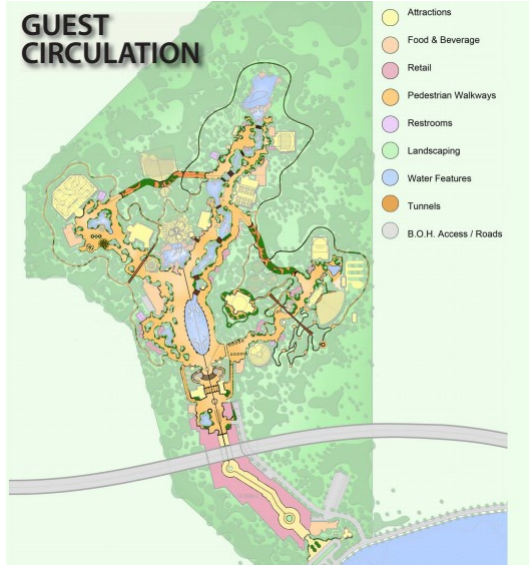 GUEST
CIRCULATION
Attractions
Food & Beverage
Retail
Pedestrian Walkways
Restrooms
Landscaping
Water Features
Tunnels
B.O.H. Access / Roads